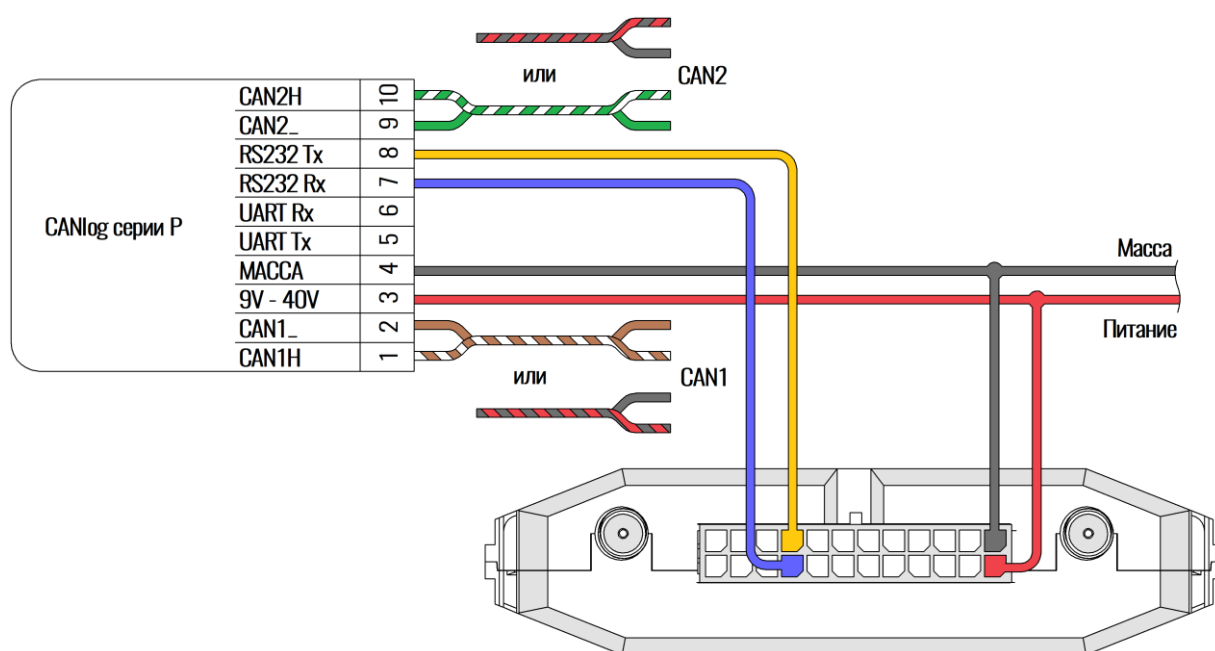 или
CAN2
CAN2H 10
CAN2_ 9
RS232 Tx 8
RS232 Rx 7
UART Rx 6
CANlog серии P
UART Tx 5
МАССА 4
Масса
9V - 40V 3
Питание
CAN1_ 2
CAN1H 1
или
CAN1